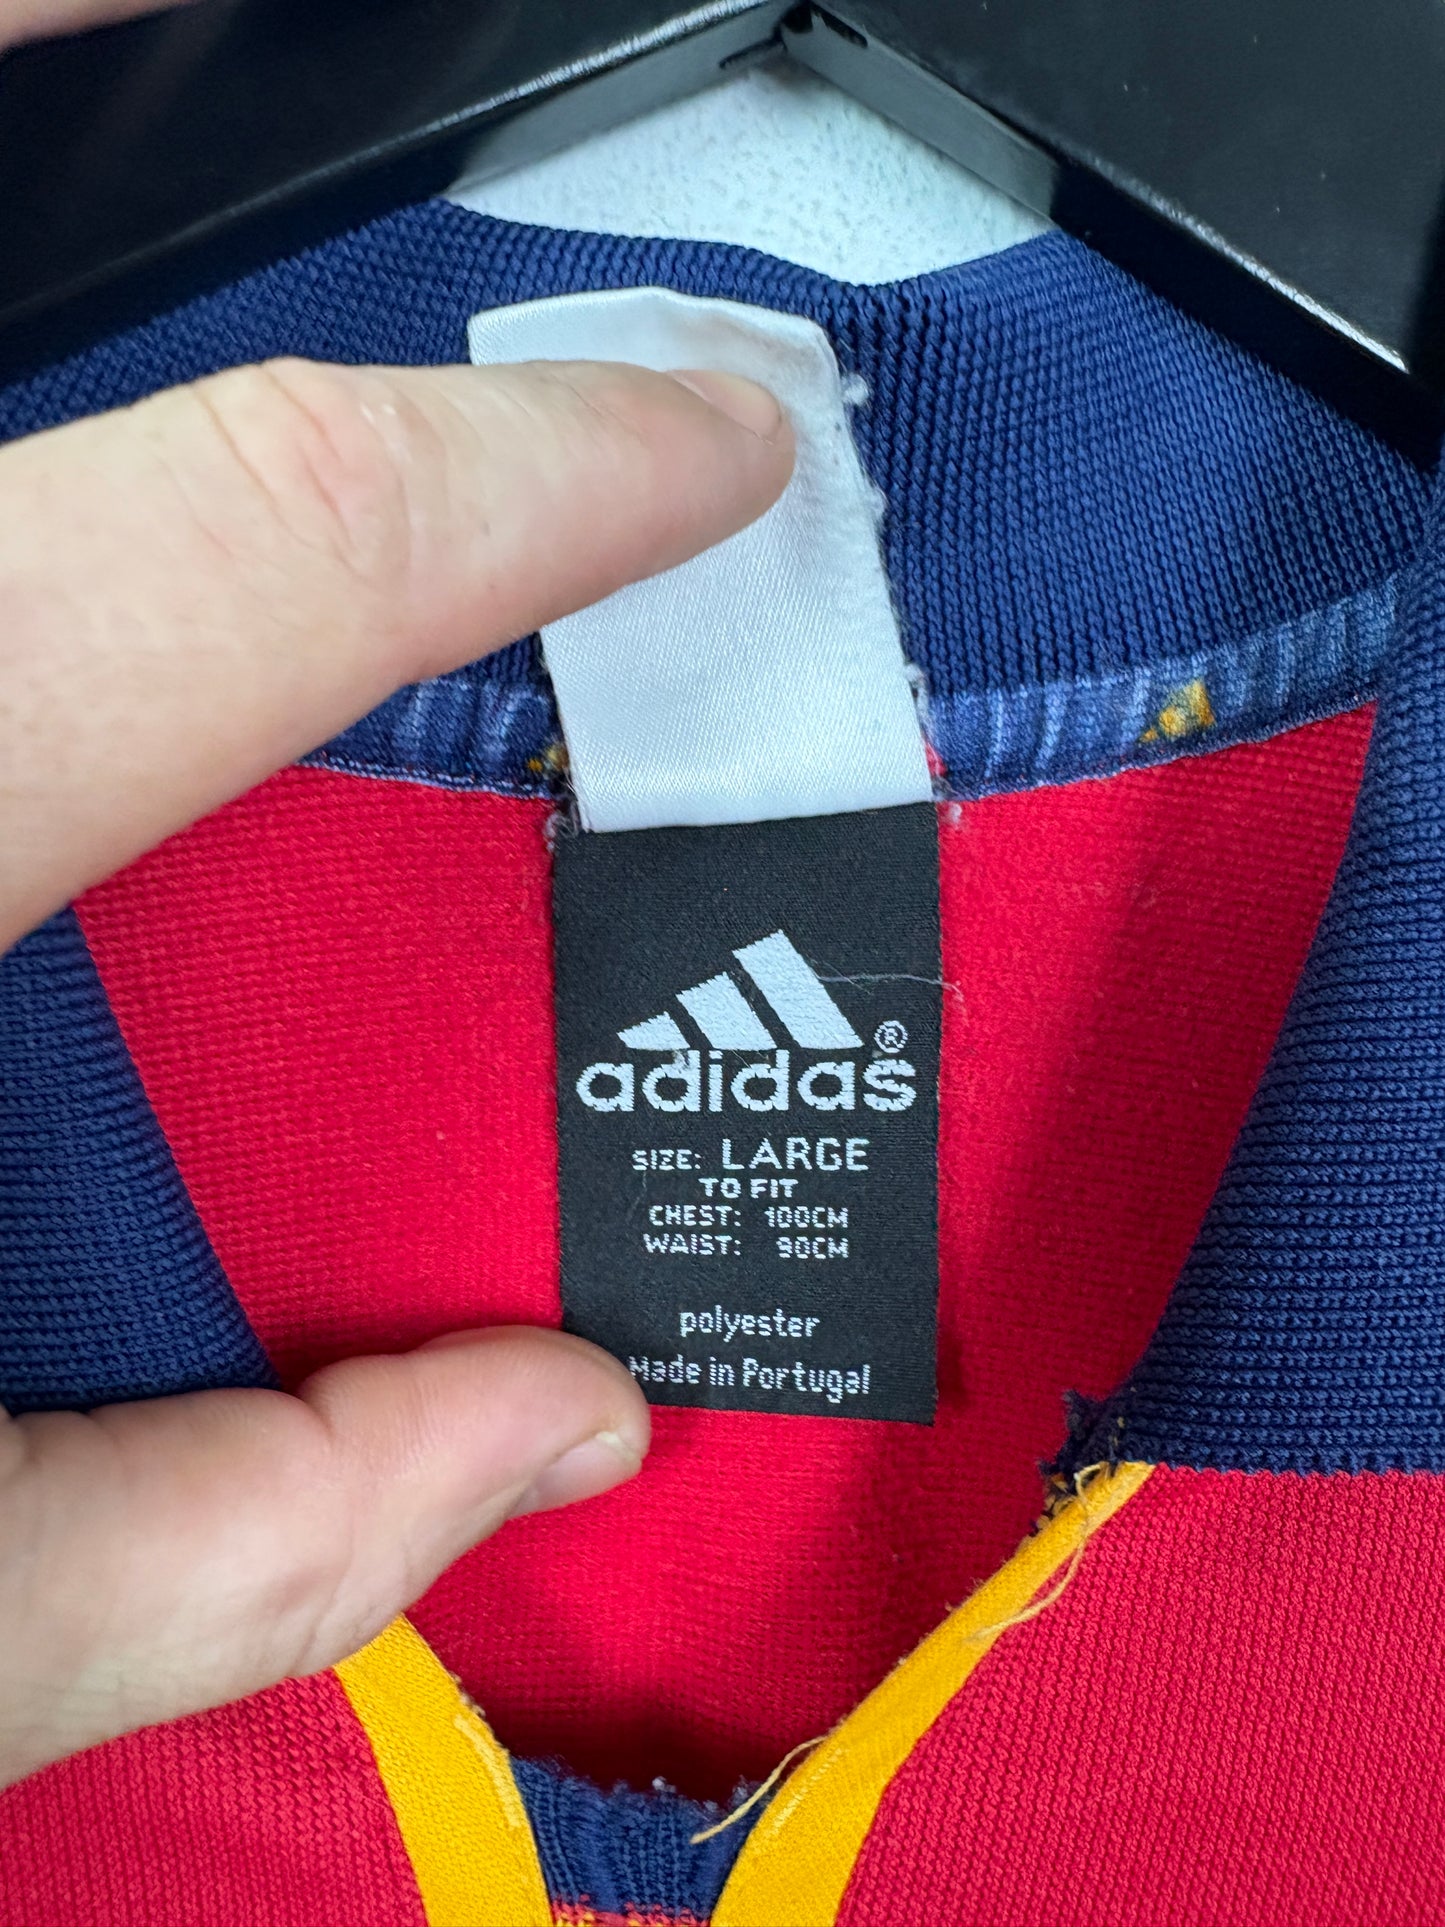 adidas®
SIZE: LARGE
TO FIT
CHEST: 100CM
WAIST: 90CM
polyester
Made in Portugal